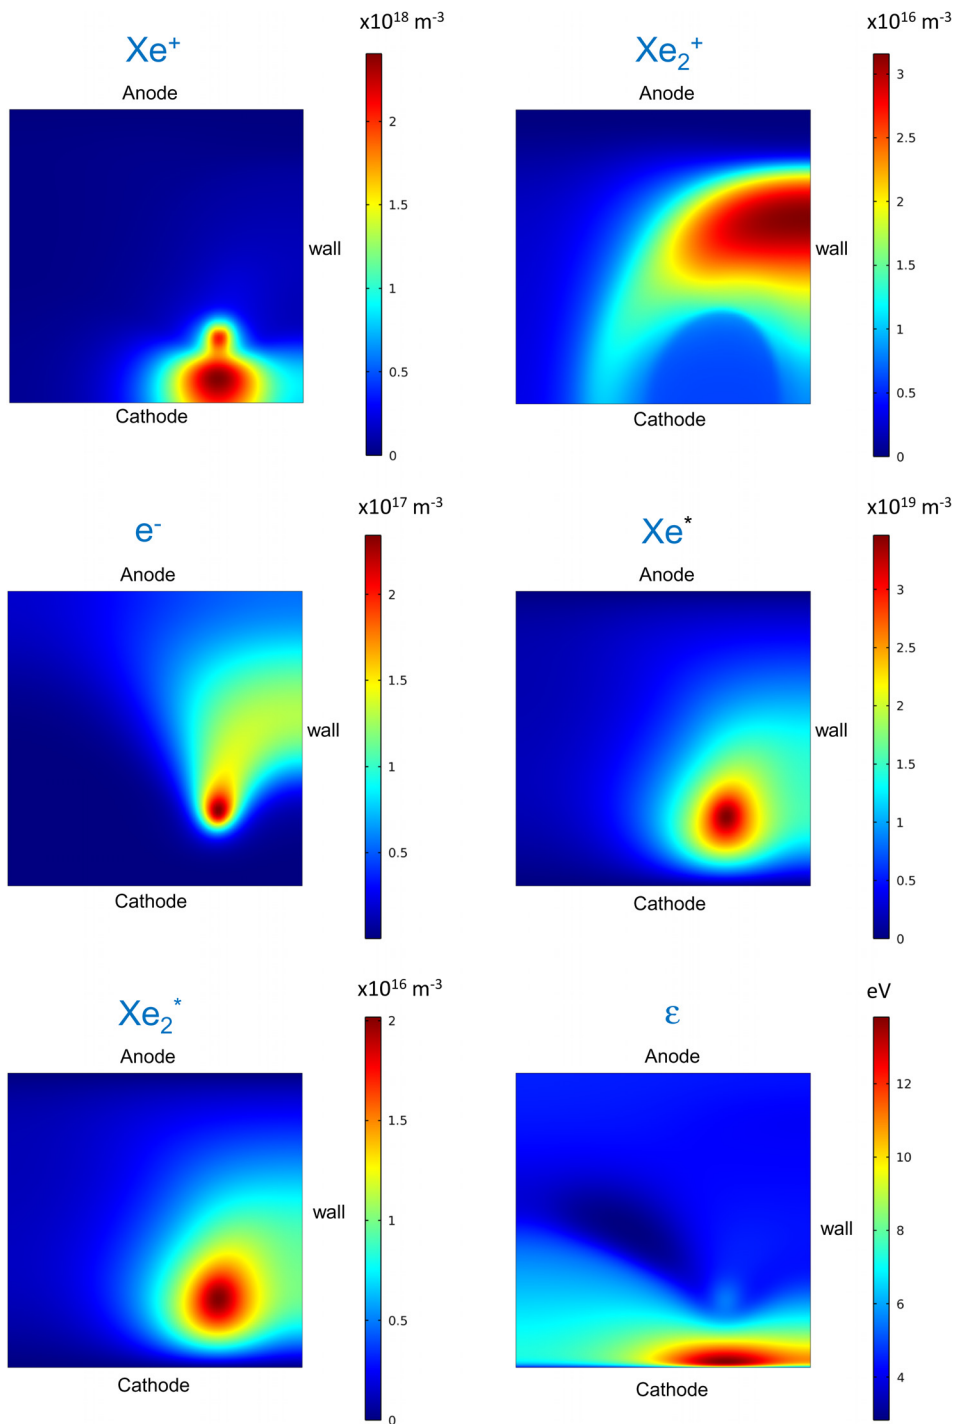 x10^18 m^-3
Xe^+
Anode
2
1.5
1
0.5
0
wall
Cathode
x10^16 m^-3
Xe_2^+
Anode
3
2.5
2
1.5
1
0.5
0
wall
Cathode
x10^17 m^-3
e^-
Anode
2
1.5
1
0.5
wall
Cathode
x10^19 m^-3
Xe^*
Anode
3
2.5
2
1.5
1
0.5
0
wall
Cathode
x10^16 m^-3
Xe_2^*
Anode
2
1.5
1
0.5
0
wall
Cathode
eV
ε
Anode
12
10
8
6
4
wall
Cathode